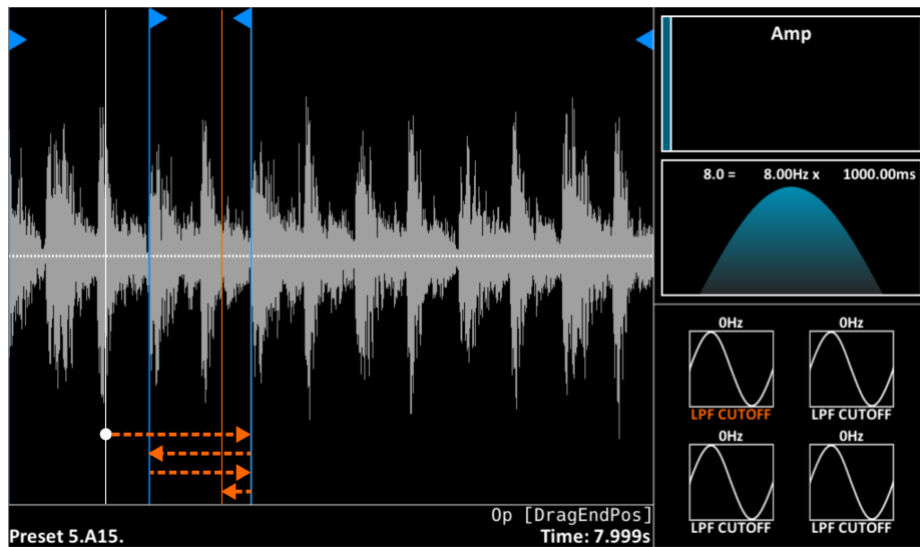 Amp
8.0 = 8.00Hz x 1000.00ms
0Hz 0Hz
LPF CUTOFF LPF CUTOFF
0Hz 0Hz
LPF CUTOFF LPF CUTOFF
Op [DragEndPos]
Preset 5.A15. Time: 7.999s